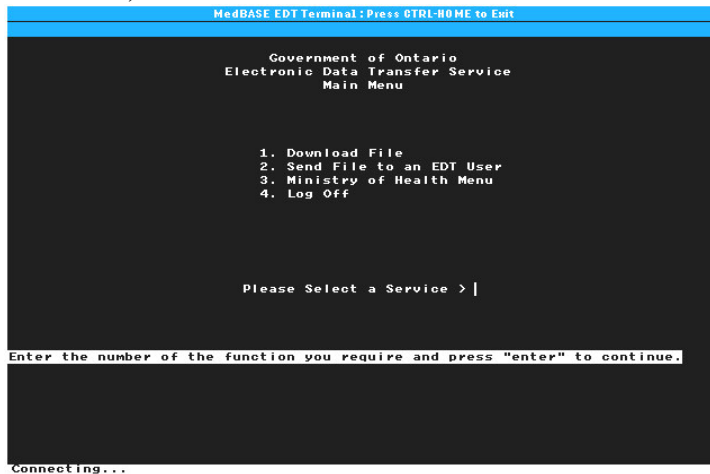 MedBASE EDT Terminal : Press CTRL-HOME to Exit
Government of Ontario
Electronic Data Transfer Service
Main Menu
1. Download File
2. Send File to an EDT User
3. Ministry of Health Menu
4. Log Off
Please Select a Service >
Enter the number of the function you require and press "enter" to continue.
Connecting...